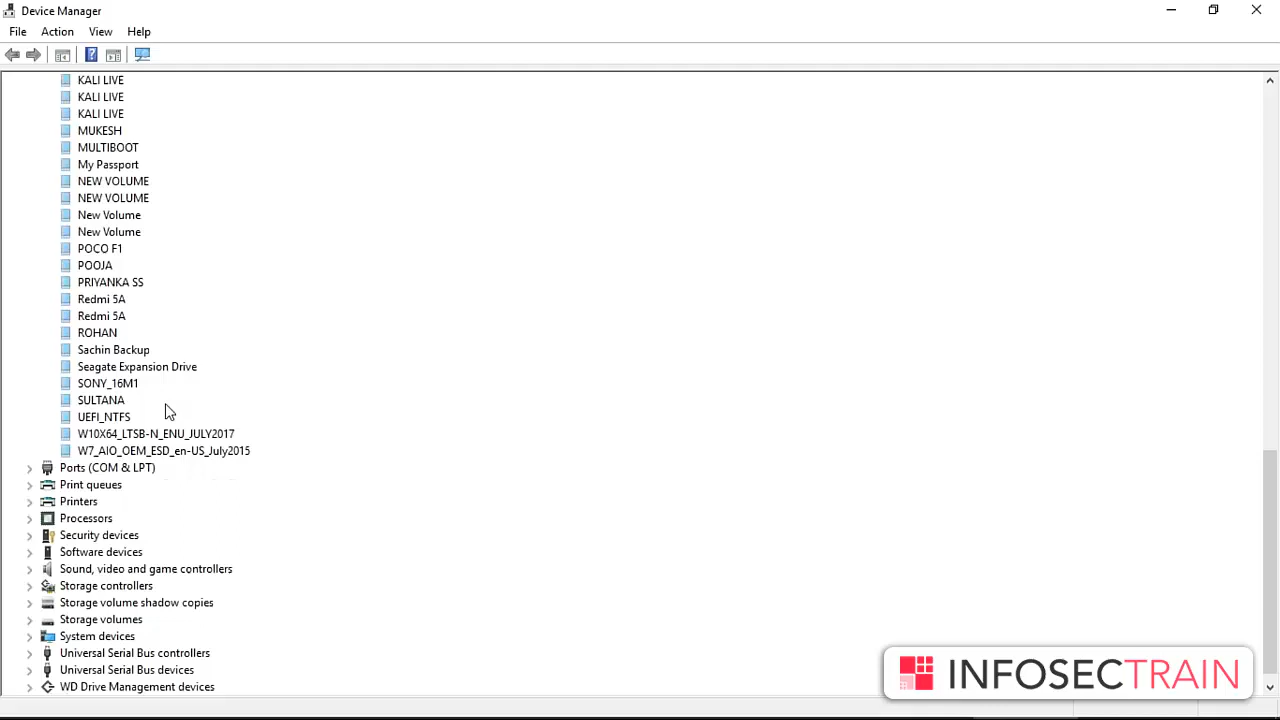 Device Manager
File Action View Help
KALI LIVE
KALI LIVE
KALI LIVE
MUKESH
MULTIBOOT
My Passport
NEW VOLUME
NEW VOLUME
New Volume
New Volume
POCO F1
POOJA
PRIYANKA SS
Redmi 5A
Redmi 5A
ROHAN
Sachin Backup
Seagate Expansion Drive
SONY_16M1
SULTANA
UEFI_NTFS
W10X64_LTSB-N_ENU_JULY2017
W7_AIO_OEM_ESD_en-US_July2015
Ports (COM & LPT)
Print queues
Printers
Processors
Security devices
Software devices
Sound, video and game controllers
Storage controllers
Storage volume shadow copies
Storage volumes
System devices
Universal Serial Bus controllers
Universal Serial Bus devices
WD Drive Management devices
INFOSECTRAIN